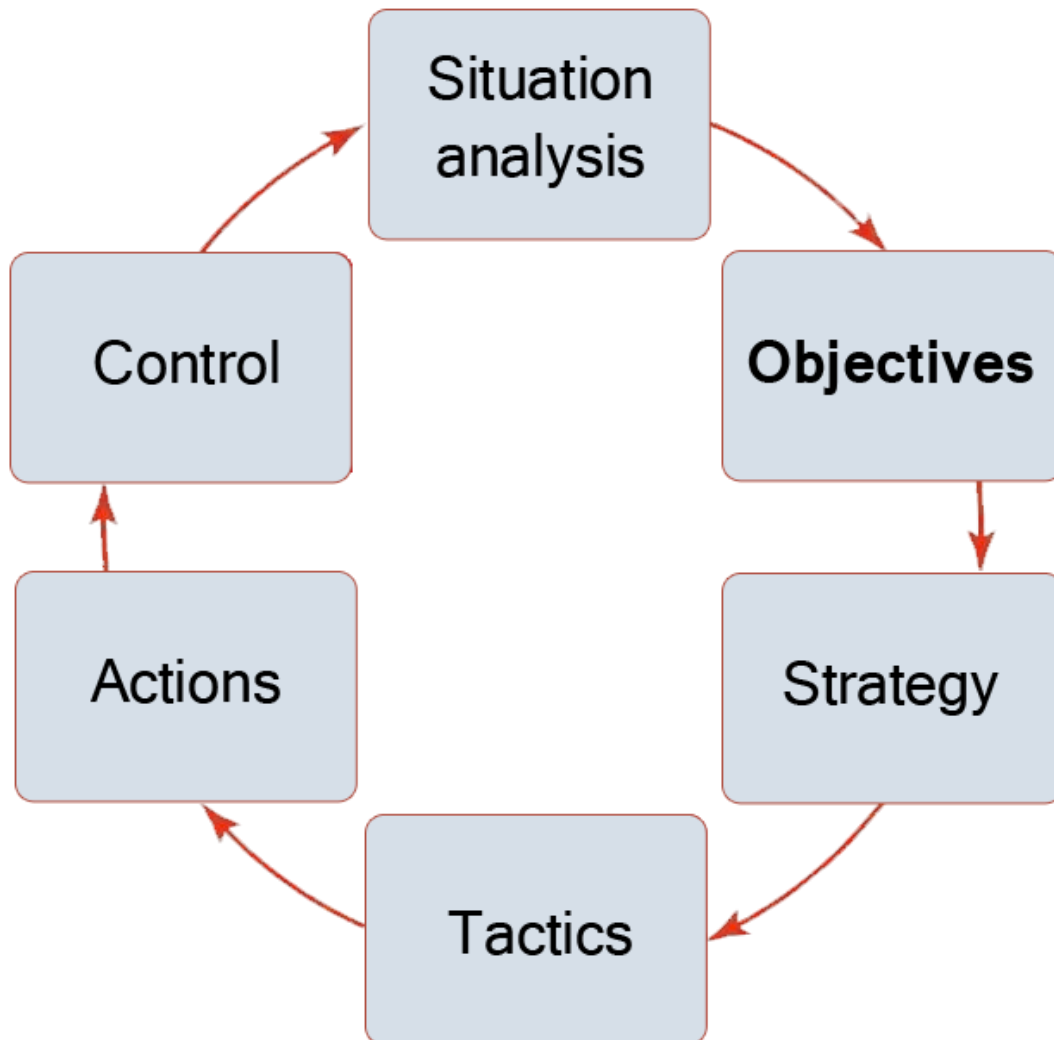 Situation
analysis
Objectives
Strategy
Tactics
Actions
Control